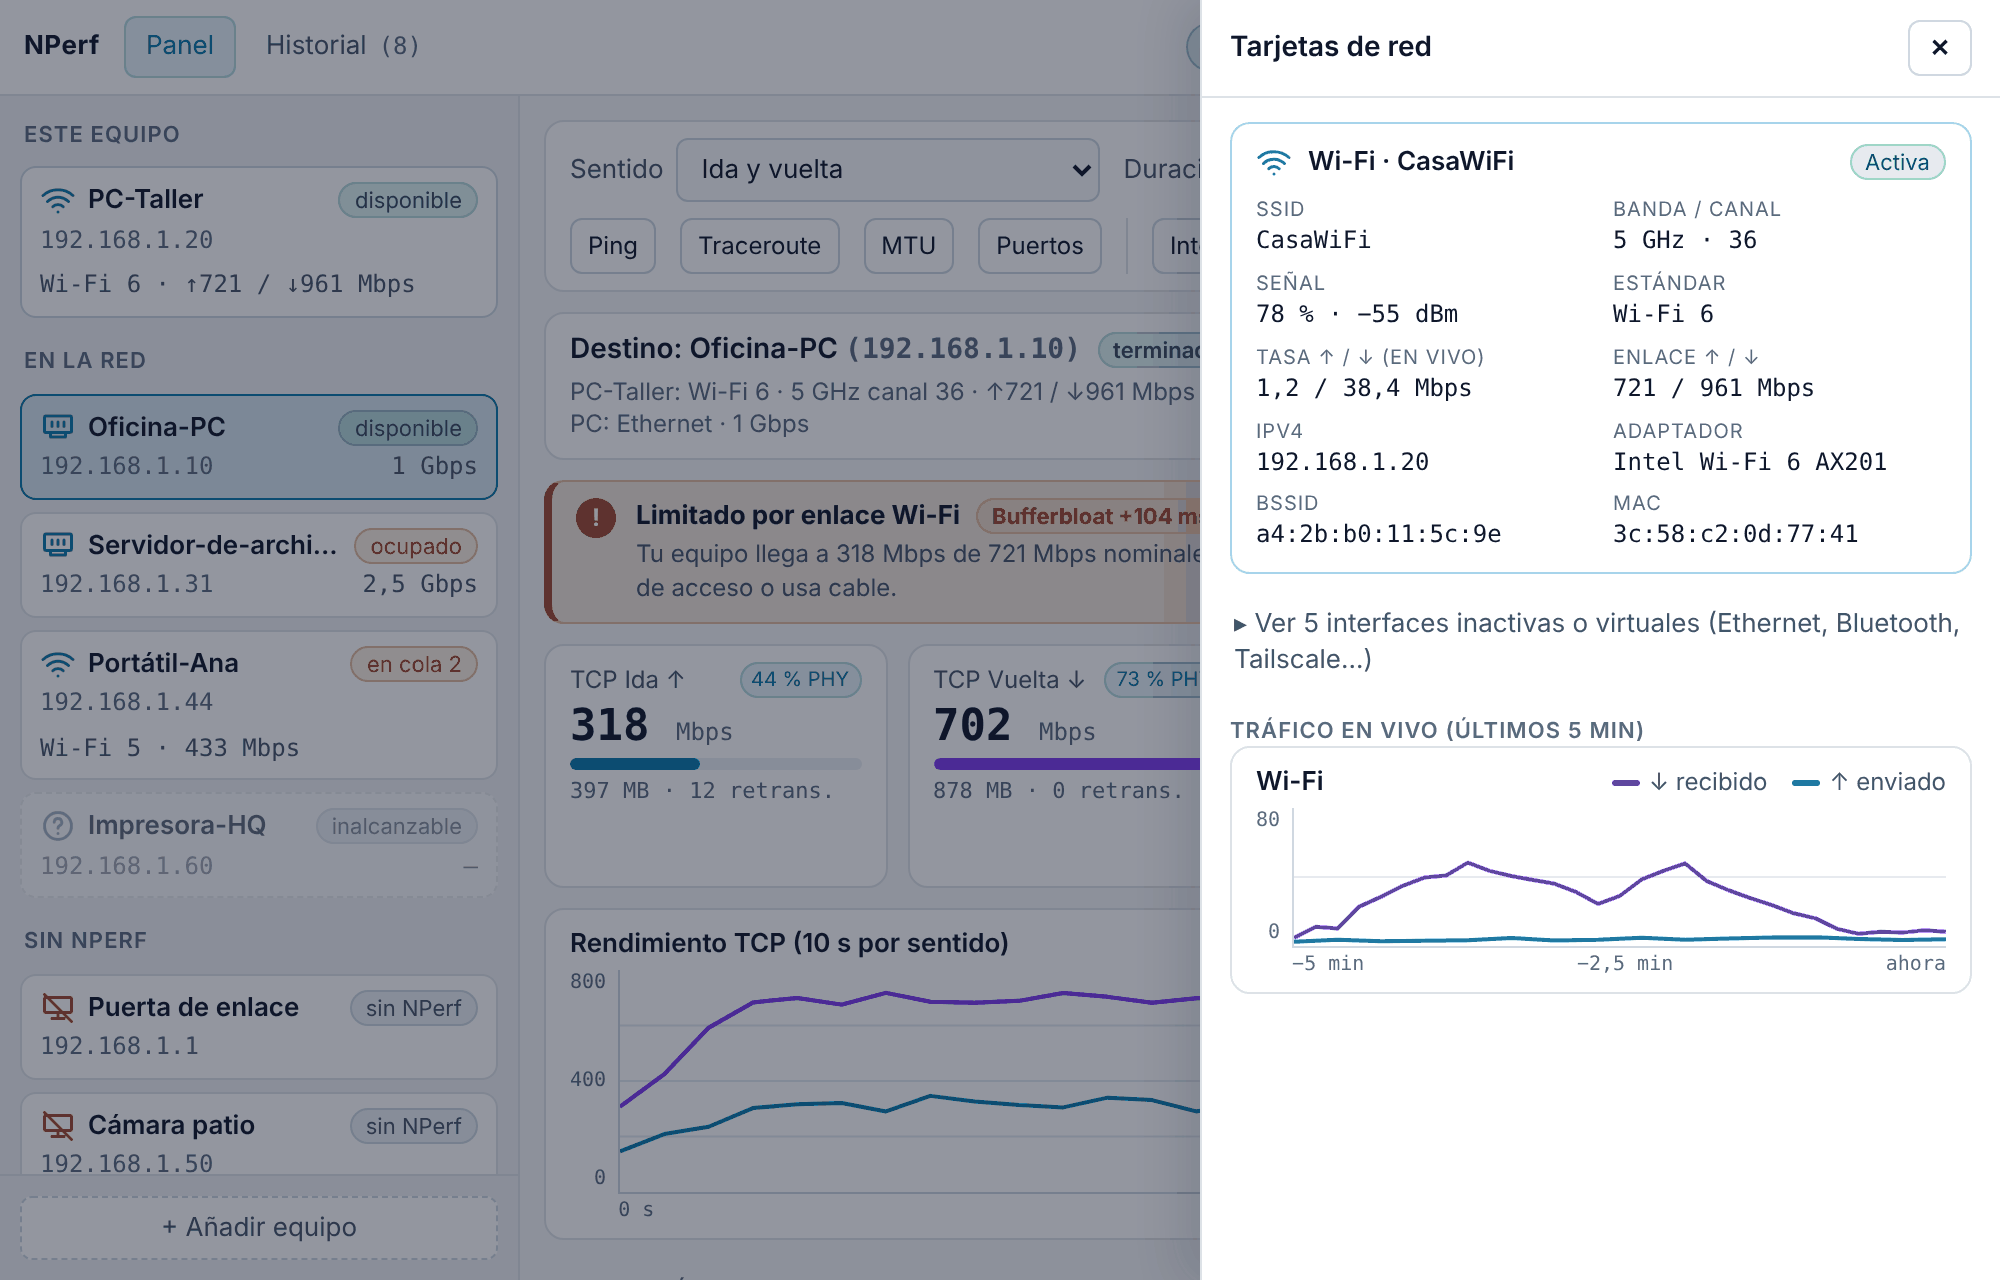 NPerf
Panel
Historial (8)
ESTE EQUIPO
PC-Taller
disponible
192.168.1.20
Wi-Fi 6 · ↑721 / ↓961 Mbps
EN LA RED
Oficina-PC
disponible
192.168.1.10
1 Gbps
Servidor-de-archi...
ocupado
192.168.1.31
2,5 Gbps
Portátil-Ana
en cola 2
192.168.1.44
Wi-Fi 5 · 433 Mbps
Impresora-HQ
inalcanzable
192.168.1.60
—
SIN NPERF
Puerta de enlace
sin NPerf
192.168.1.1
Cámara patio
sin NPerf
192.168.1.50
+ Añadir equipo
Sentido
Ida y vuelta
Ping
Traceroute
MTU
Puertos
Destino: Oficina-PC (192.168.1.10)
PC-Taller: Wi-Fi 6 · 5 GHz canal 36 · ↑721 / ↓961 Mbps
PC: Ethernet · 1 Gbps
!
Limitado por enlace Wi-Fi
Bufferbloat +104 ms
Tu equipo llega a 318 Mbps de 721 Mbps nominale
de acceso o usa cable.
TCP Ida ↑
44 % PHY
318 Mbps
397 MB · 12 retrans.
TCP Vuelta ↓
73 % PH
702 Mbps
878 MB · 0 retrans.
Rendimiento TCP (10 s por sentido)
800
400
0
0 s
Tarjetas de red
×
Wi-Fi · CasaWiFi
Activa
SSID
CasaWiFi
BANDA / CANAL
5 GHz · 36
SEÑAL
78 % · −55 dBm
ESTÁNDAR
Wi-Fi 6
TASA ↑ / ↓ (EN VIVO)
1,2 / 38,4 Mbps
ENLACE ↑ / ↓
721 / 961 Mbps
IPV4
192.168.1.20
ADAPTADOR
Intel Wi-Fi 6 AX201
BSSID
a4:2b:b0:11:5c:9e
MAC
3c:58:c2:0d:77:41
▸ Ver 5 interfaces inactivas o virtuales (Ethernet, Bluetooth,
Tailscale...)
TRÁFICO EN VIVO (ÚLTIMOS 5 MIN)
Wi-Fi
↓ recibido
↑ enviado
80
0
−5 min
−2,5 min
ahora